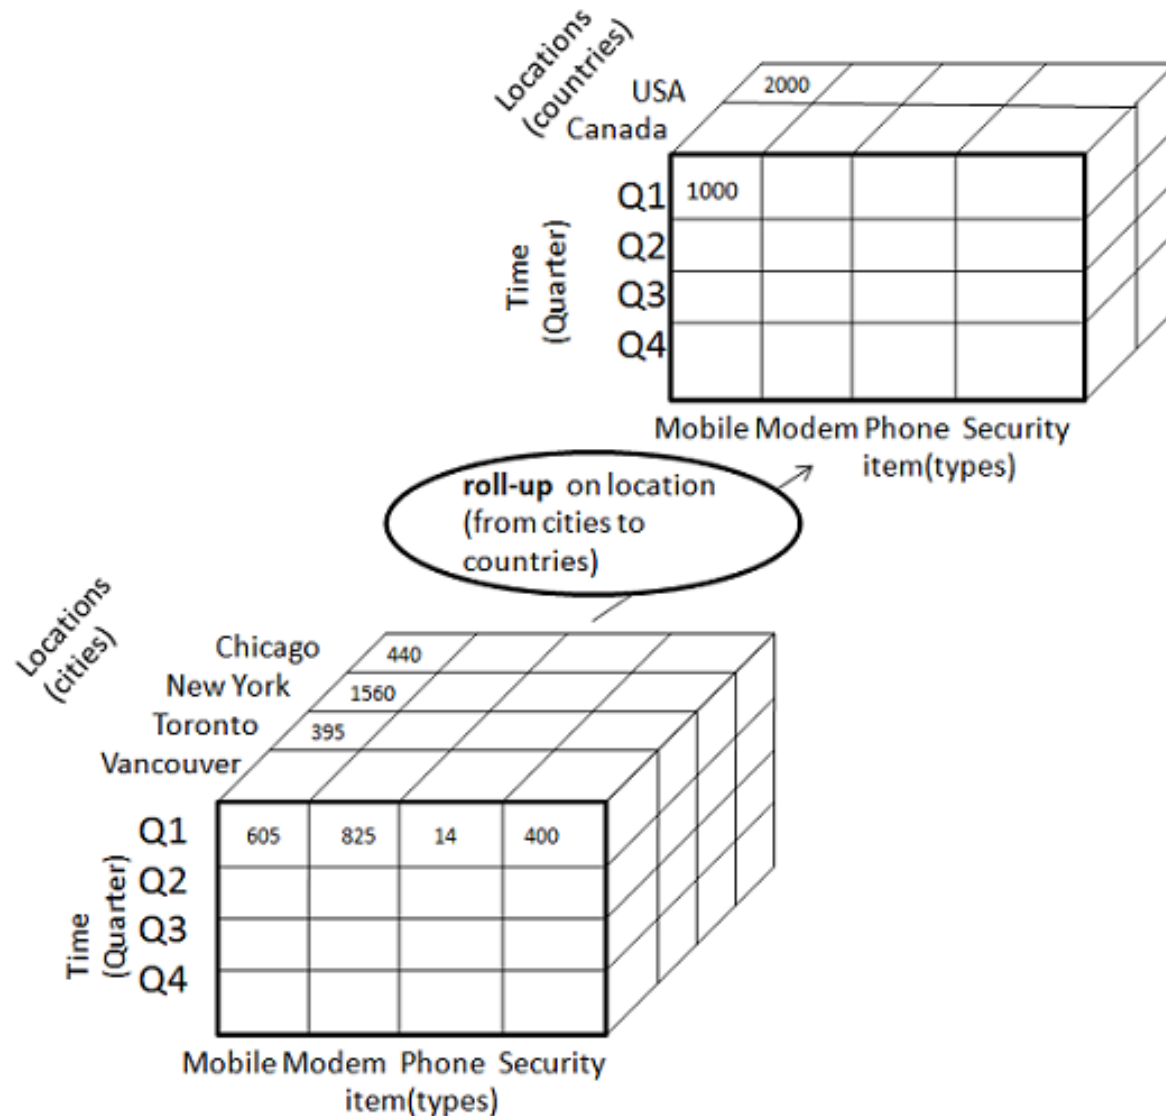 Locations
(countries)
USA
Canada
2000
Time
(Quarter)
Q1
Q2
Q3
Q4
1000
Mobile Modem Phone Security
item(types)
roll-up on location
(from cities to
countries)
Locations
(cities)
Chicago
New York
Toronto
Vancouver
440
1560
395
Time
(Quarter)
Q1
Q2
Q3
Q4
605 825 14 400
Mobile Modem Phone Security
item(types)